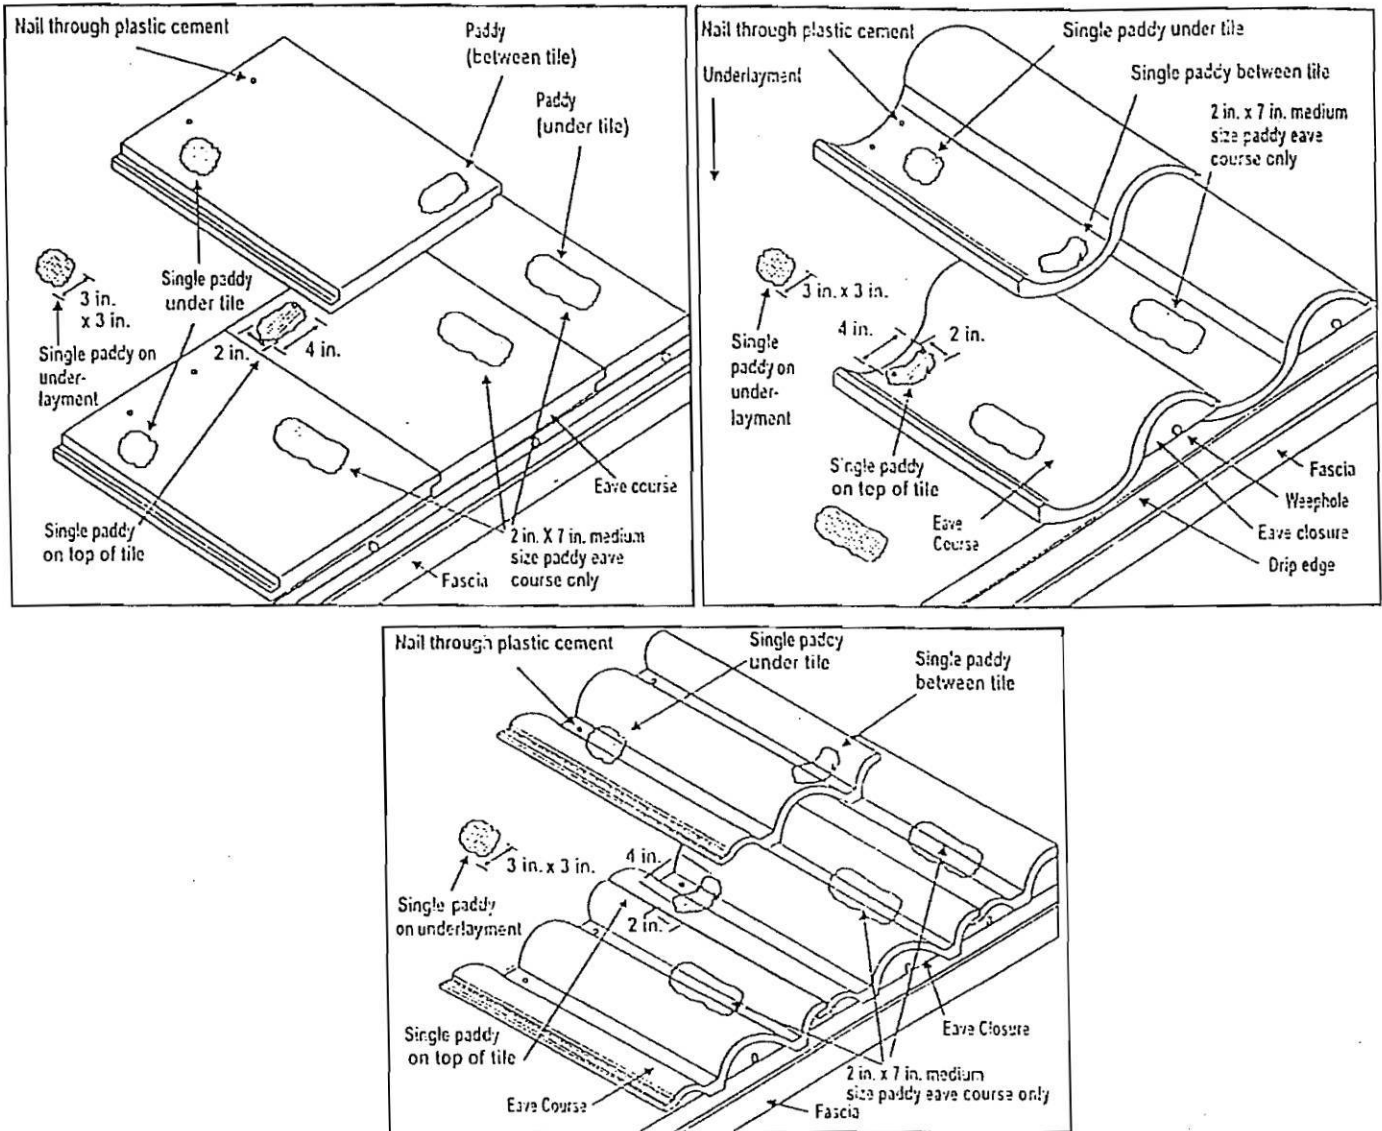 Nail through plastic cement
Paddy
(between tile)
Paddy
(under tile)
Single paddy
under tile
3 in.
x 3 in.
Single paddy on
under-
layment
2 in.
4 in.
Single paddy
on top of tile
Eave course
2 in. X 7 in. medium
size paddy eave
course only
Fascia
Nail through plastic cement
Underlayment
Single paddy under tile
Single paddy between tile
2 in. x 7 in. medium
size paddy eave
course only
3 in. x 3 in.
4 in.
2 in.
Single
paddy
paddy on
under-
layment
Single paddy
on top of tile
Eave
Course
Fascia
Weephole
Eave closure
Drip edge
Nail through plastic cement
Single paddy
under tile
Single paddy
between tile
3 in. x 3 in.
4 in.
2 in.
Single paddy
on underlayment
Single paddy
on top of tile
Eave Course
Eave Closure
2 in. x 7 in. medium
size paddy eave course only
Fascia